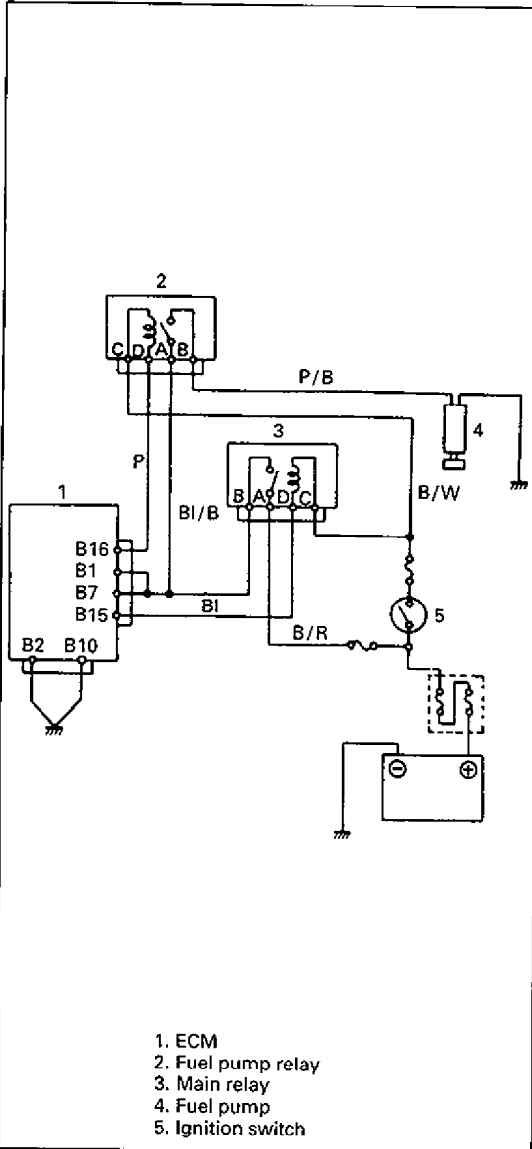 2
C D A B
P/B
3
4
P
B/W
1
Bl/B
B A D C
B16
B1
B7
Bl
5
B15
B/R
B2 B10
⊖ ⊕
1. ECM
2. Fuel pump relay
3. Main relay
4. Fuel pump
5. Ignition switch